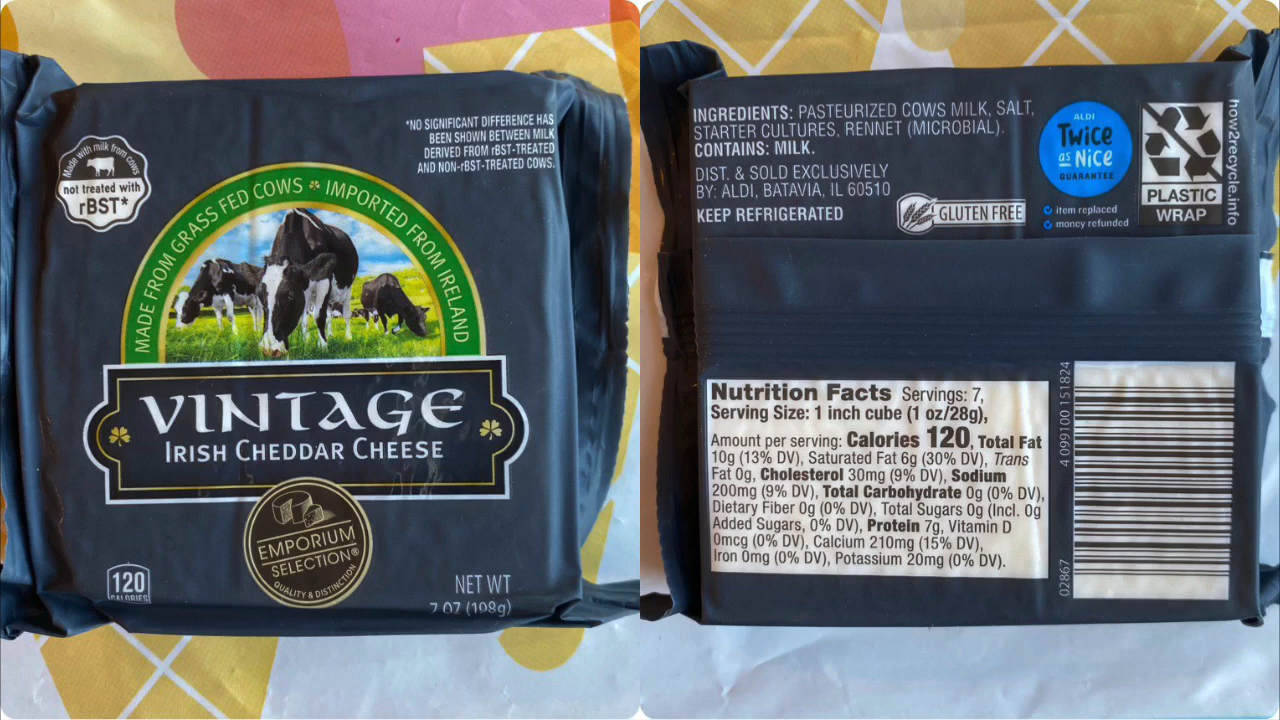 Made with milk from cows
not treated with
rBST*
*NO SIGNIFICANT DIFFERENCE HAS
BEEN SHOWN BETWEEN MILK
DERIVED FROM rBST-TREATED
AND NON-rBST-TREATED COWS.
MADE FROM GRASS FED COWS ☘ IMPORTED FROM IRELAND
VINTAGE
IRISH CHEDDAR CHEESE
EMPORIUM
SELECTION®
QUALITY & DISTINCTION
120
CALORIES
NET WT
7 OZ (198g)
INGREDIENTS: PASTEURIZED COWS MILK, SALT,
STARTER CULTURES, RENNET (MICROBIAL).
CONTAINS: MILK.
DIST. & SOLD EXCLUSIVELY
BY: ALDI, BATAVIA, IL 60510
KEEP REFRIGERATED
GLUTEN FREE
ALDI
Twice
as Nice
GUARANTEE
item replaced
money refunded
PLASTIC
WRAP
how2recycle.info
Nutrition Facts Servings: 7,
Serving Size: 1 inch cube (1 oz/28g),
Amount per serving: Calories 120, Total Fat
10g (13% DV), Saturated Fat 6g (30% DV), Trans
Fat 0g, Cholesterol 30mg (9% DV), Sodium
200mg (9% DV), Total Carbohydrate 0g (0% DV),
Dietary Fiber 0g (0% DV), Total Sugars 0g (Incl. 0g
Added Sugars, 0% DV), Protein 7g, Vitamin D
0mcg (0% DV), Calcium 210mg (15% DV),
Iron 0mg (0% DV), Potassium 20mg (0% DV).
4 099100 151824
02867